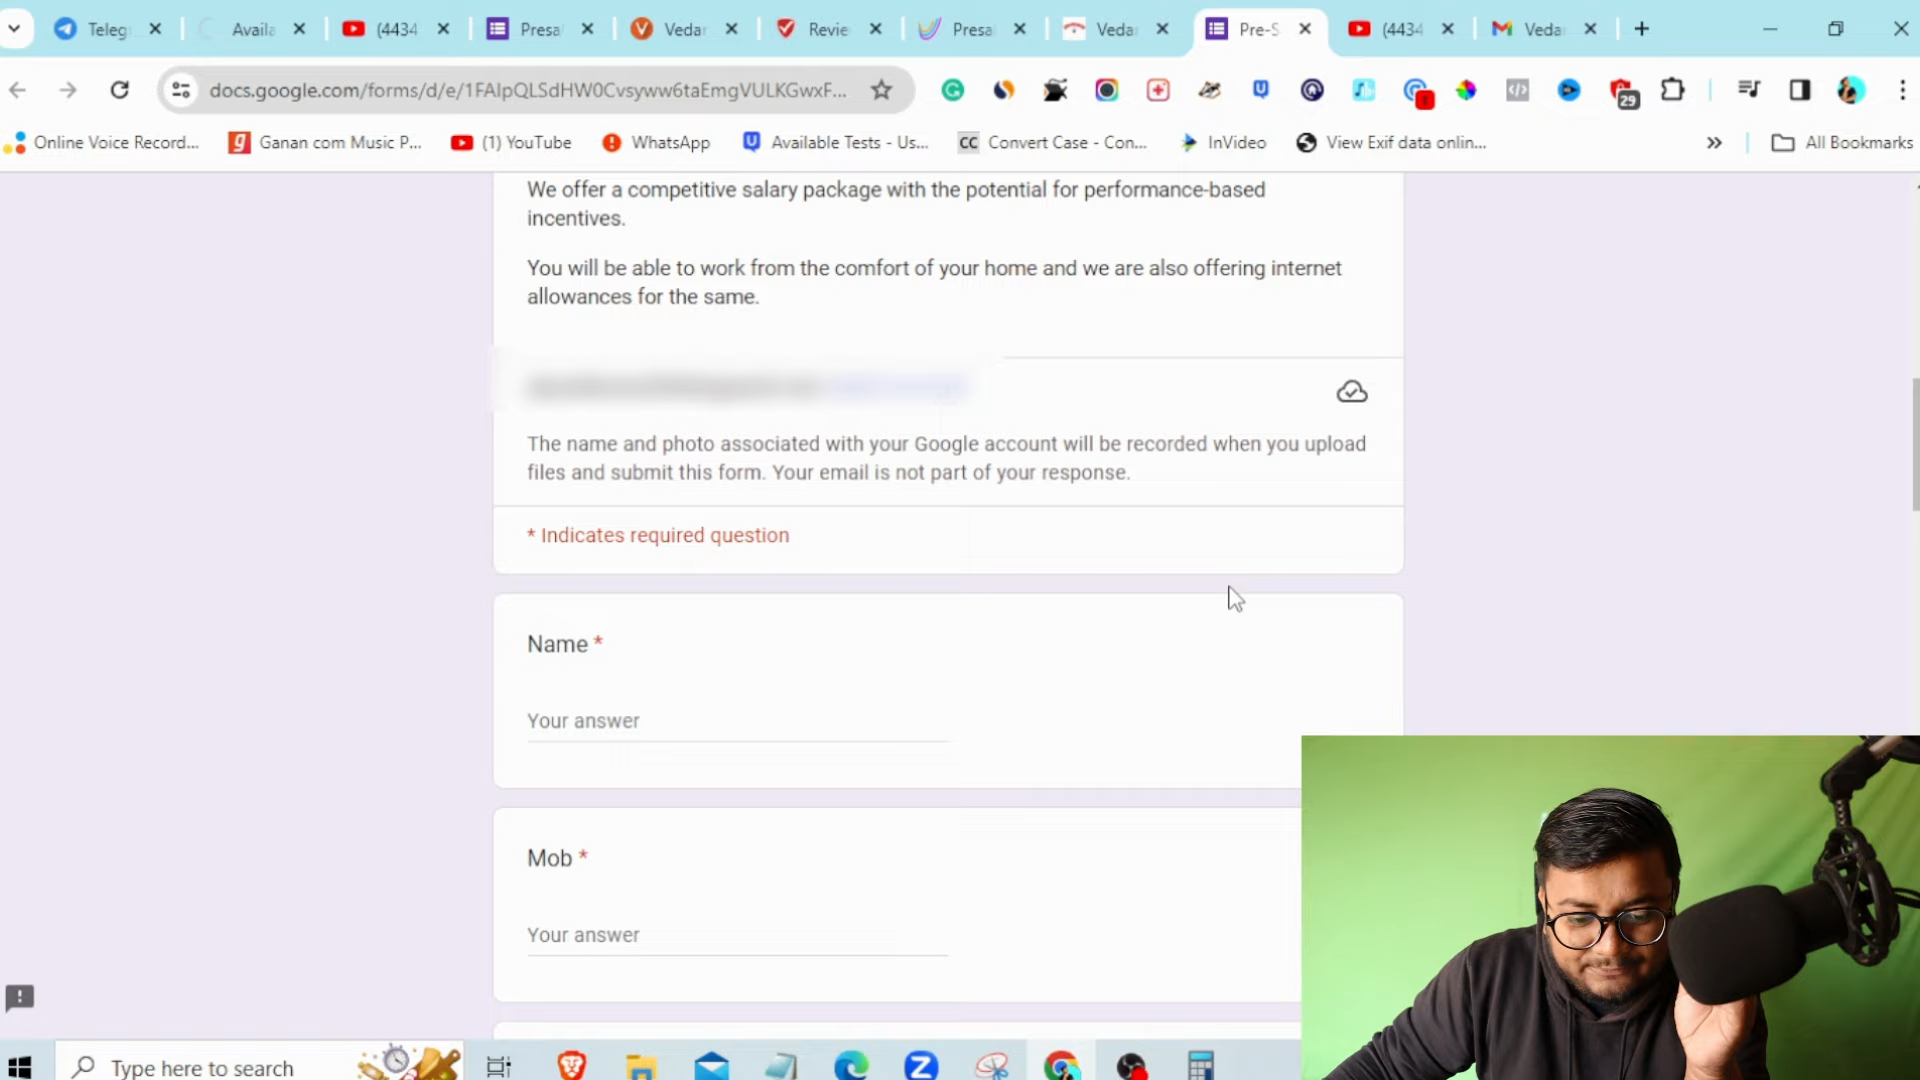 Teleg
Availa
(4434
Presa
Vedar
Revie
Presa
Vedar
Pre-S
(4434
Vedar
docs.google.com/forms/d/e/1FAIpQLSdHW0Cvsyww6taEmgVULKGwxF...
29
Online Voice Record...
g
Ganan com Music P...
(1) YouTube
WhatsApp
Available Tests - Us...
CC
Convert Case - Con...
InVideo
View Exif data onlin...
All Bookmarks
We offer a competitive salary package with the potential for performance-based
incentives.
You will be able to work from the comfort of your home and we are also offering internet
allowances for the same.
The name and photo associated with your Google account will be recorded when you upload
files and submit this form. Your email is not part of your response.
* Indicates required question
Name *
Your answer
Mob *
Your answer
Type here to search